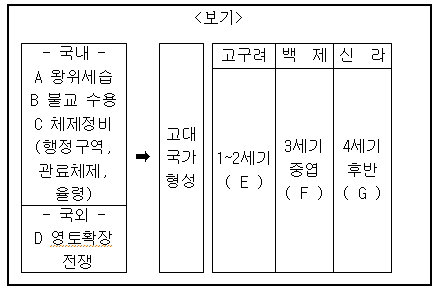 <보기>
- 국내 -
A 왕위세습
B 불교 수용
C 체제정비
(행정구역,
관료체제,
율령)
- 국외 -
D 영토확장
전쟁
➡
고대
국가
형성
고구려
1~2세기
( E )
백 제
3세기
중엽
( F )
신 라
4세기
후반
( G )